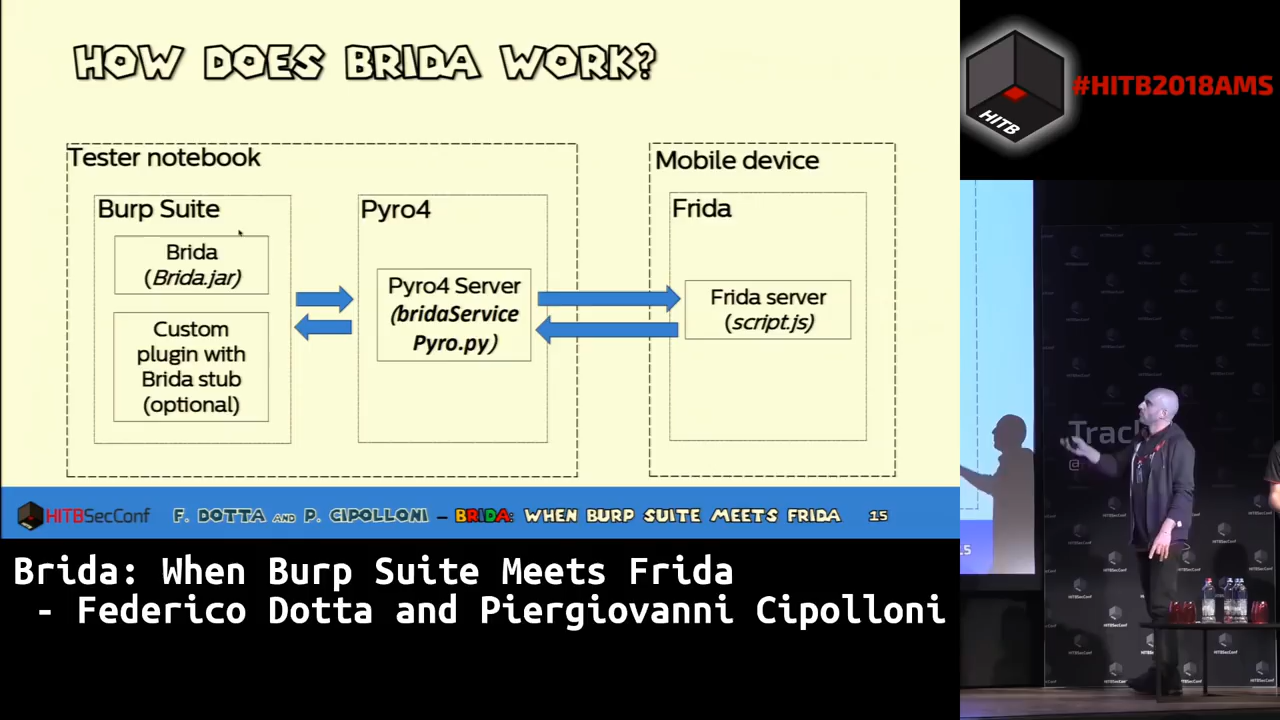 HOW DOES BRIDA WORK?
Tester notebook
Burp Suite
Brida
(Brida.jar)
Custom
plugin with
Brida stub
(optional)
Pyro4
Pyro4 Server
(bridaService
Pyro.py)
Mobile device
Frida
Frida server
(script.js)
HITBSecConf F. DOTTA AND P. CIPOLLONI – BRIDA: WHEN BURP SUITE MEETS FRIDA 15
Brida: When Burp Suite Meets Frida
- Federico Dotta and Piergiovanni Cipolloni
HITB
#HITB2018AMS
Track
@